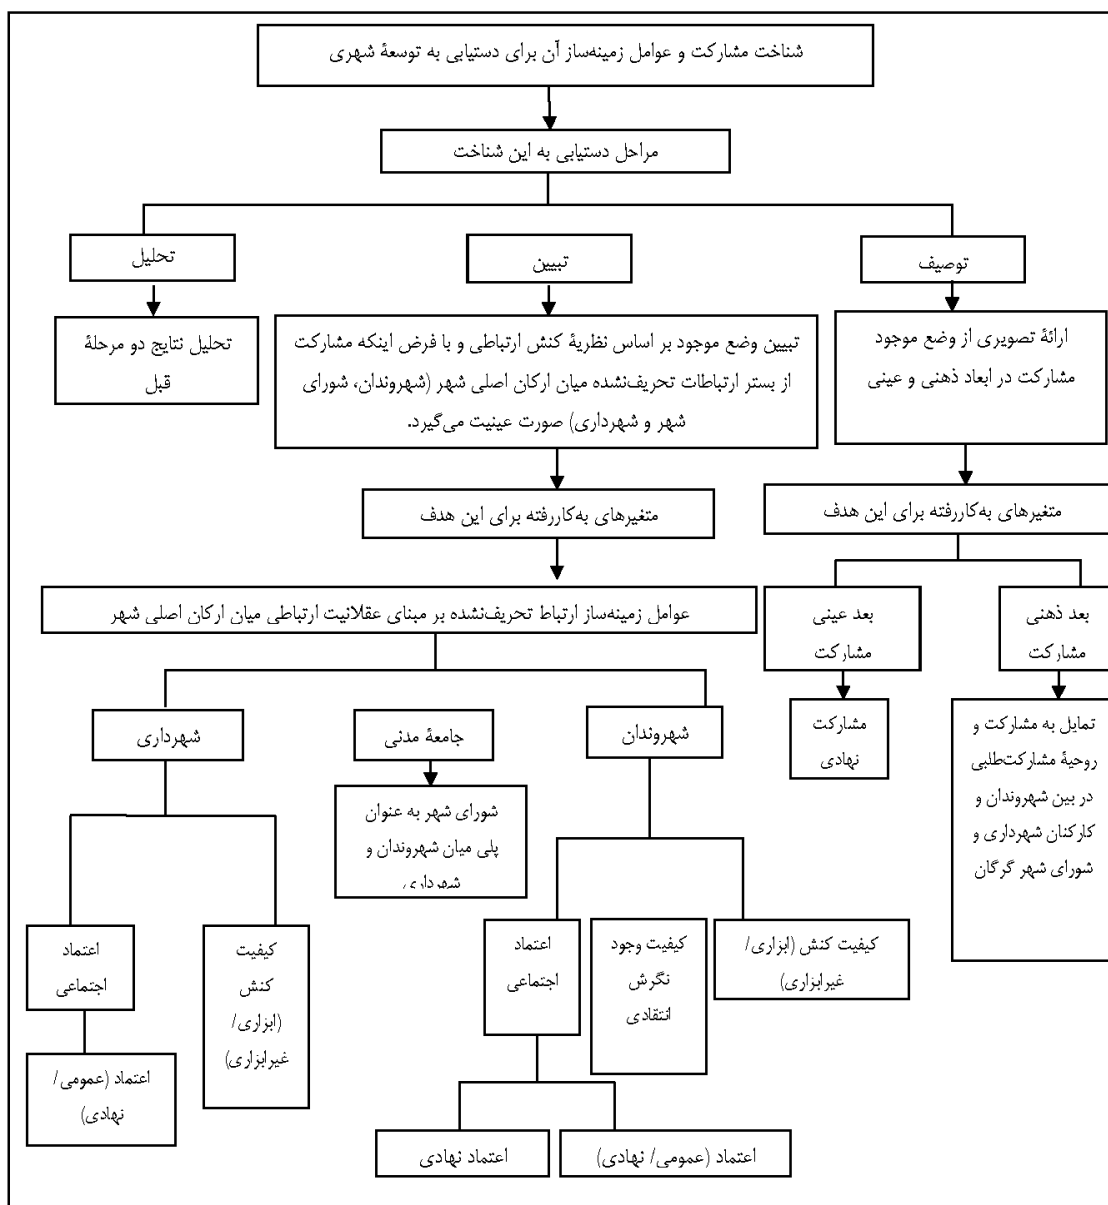 شناخت مشارکت و عوامل زمینه‌ساز آن برای دستیابی به توسعهٔ شهری
مراحل دستیابی به این شناخت
توصیف
تبیین
تحلیل
ارائهٔ تصویری از وضع موجود
مشارکت در ابعاد ذهنی و عینی
تبیین وضع موجود بر اساس نظریهٔ کنش ارتباطی و با فرض اینکه مشارکت
از بستر ارتباطات تحریف‌نشده میان ارکان اصلی شهر (شهروندان، شورای
شهر و شهرداری) صورت عینیت می‌گیرد.
تحلیل نتایج دو مرحلهٔ
قبل
متغیرهای به‌کاررفته برای این هدف
متغیرهای به‌کاررفته برای این هدف
بعد ذهنی
مشارکت
بعد عینی
مشارکت
عوامل زمینه‌ساز ارتباط تحریف‌نشده بر مبنای عقلانیت ارتباطی میان ارکان اصلی شهر
تمایل به مشارکت و
روحیهٔ مشارکت‌طلبی
در بین شهروندان و
کارکنان شهرداری و
شورای شهر گرگان
مشارکت
نهادی
شهروندان
جامعهٔ مدنی
شهرداری
شورای شهر به عنوان
پلی میان شهروندان و
شهرداری
کیفیت کنش (ابزاری/
غیرابزاری)
کیفیت وجود
نگرش
انتقادی
اعتماد
اجتماعی
کیفیت
کنش
(ابزاری/
غیرابزاری)
اعتماد
اجتماعی
اعتماد (عمومی/
نهادی)
اعتماد (عمومی/ نهادی)
اعتماد نهادی